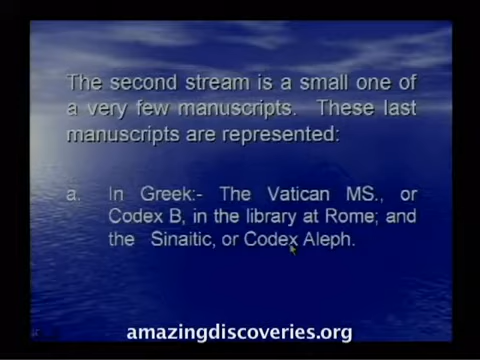 The second stream is a small one of
a very few manuscripts. These last
manuscripts are represented:
a. In Greek:- The Vatican MS., or
Codex B, in the library at Rome; and
the Sinaitic, or Codex Aleph.
amazingdiscoveries.org